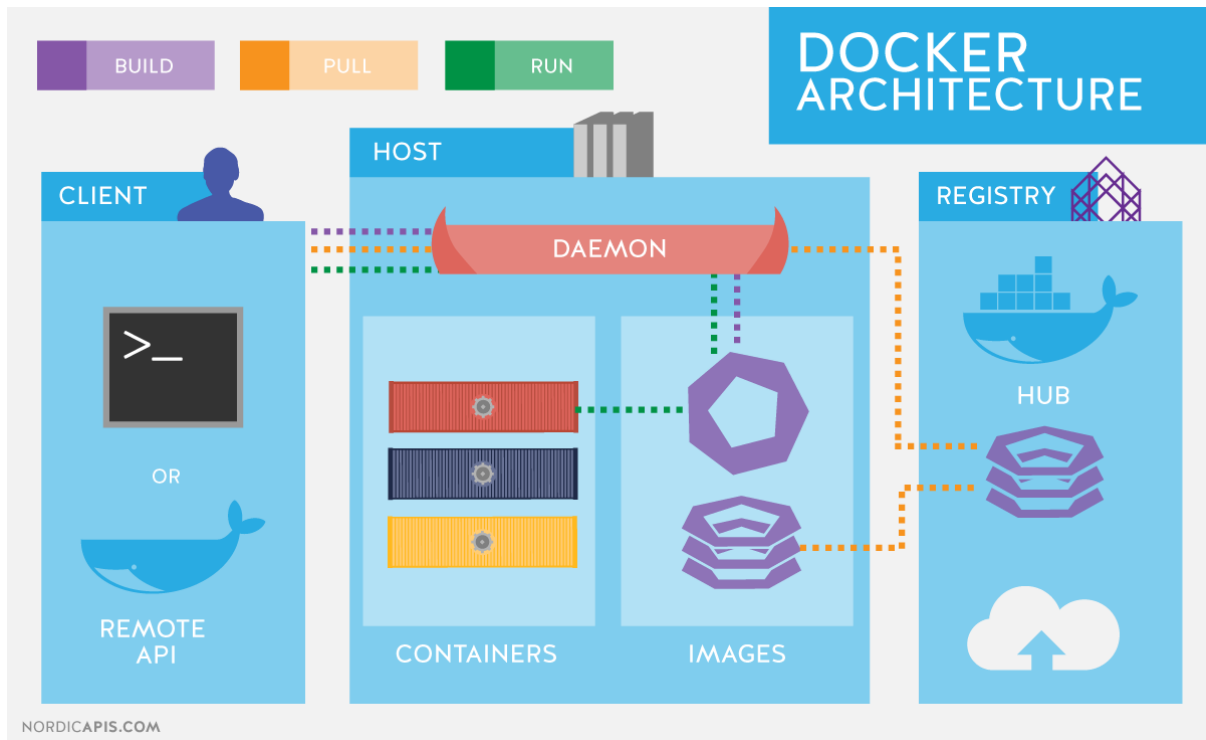 BUILD
PULL
RUN
DOCKER
ARCHITECTURE
CLIENT
HOST
REGISTRY
DAEMON
>_
OR
REMOTE
API
CONTAINERS
IMAGES
HUB
NORDICAPIS.COM